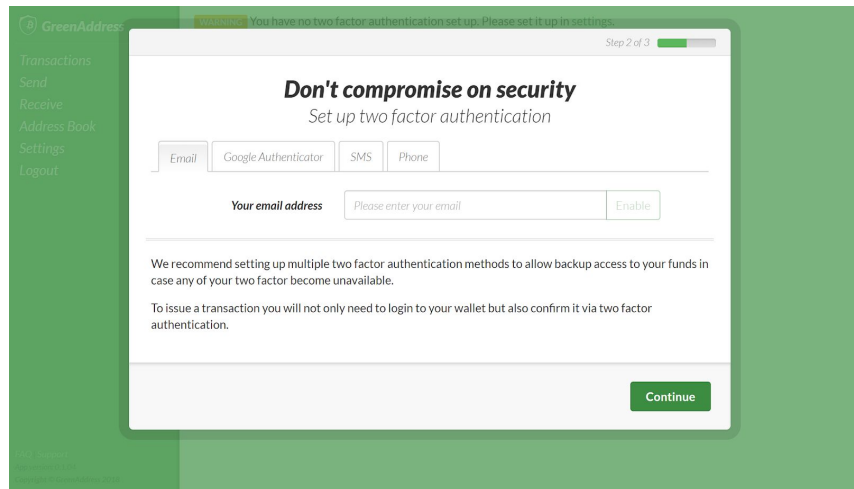 GreenAddress
WARNING You have no two factor authentication set up. Please set it up in settings.
Transactions
Send
Receive
Address Book
Settings
Logout
Step 2 of 3
Don't compromise on security
Set up two factor authentication
Email
Google Authenticator
SMS
Phone
Your email address
Please enter your email
Enable
We recommend setting up multiple two factor authentication methods to allow backup access to your funds in
case any of your two factor become unavailable.
To issue a transaction you will not only need to login to your wallet but also confirm it via two factor
authentication.
Continue